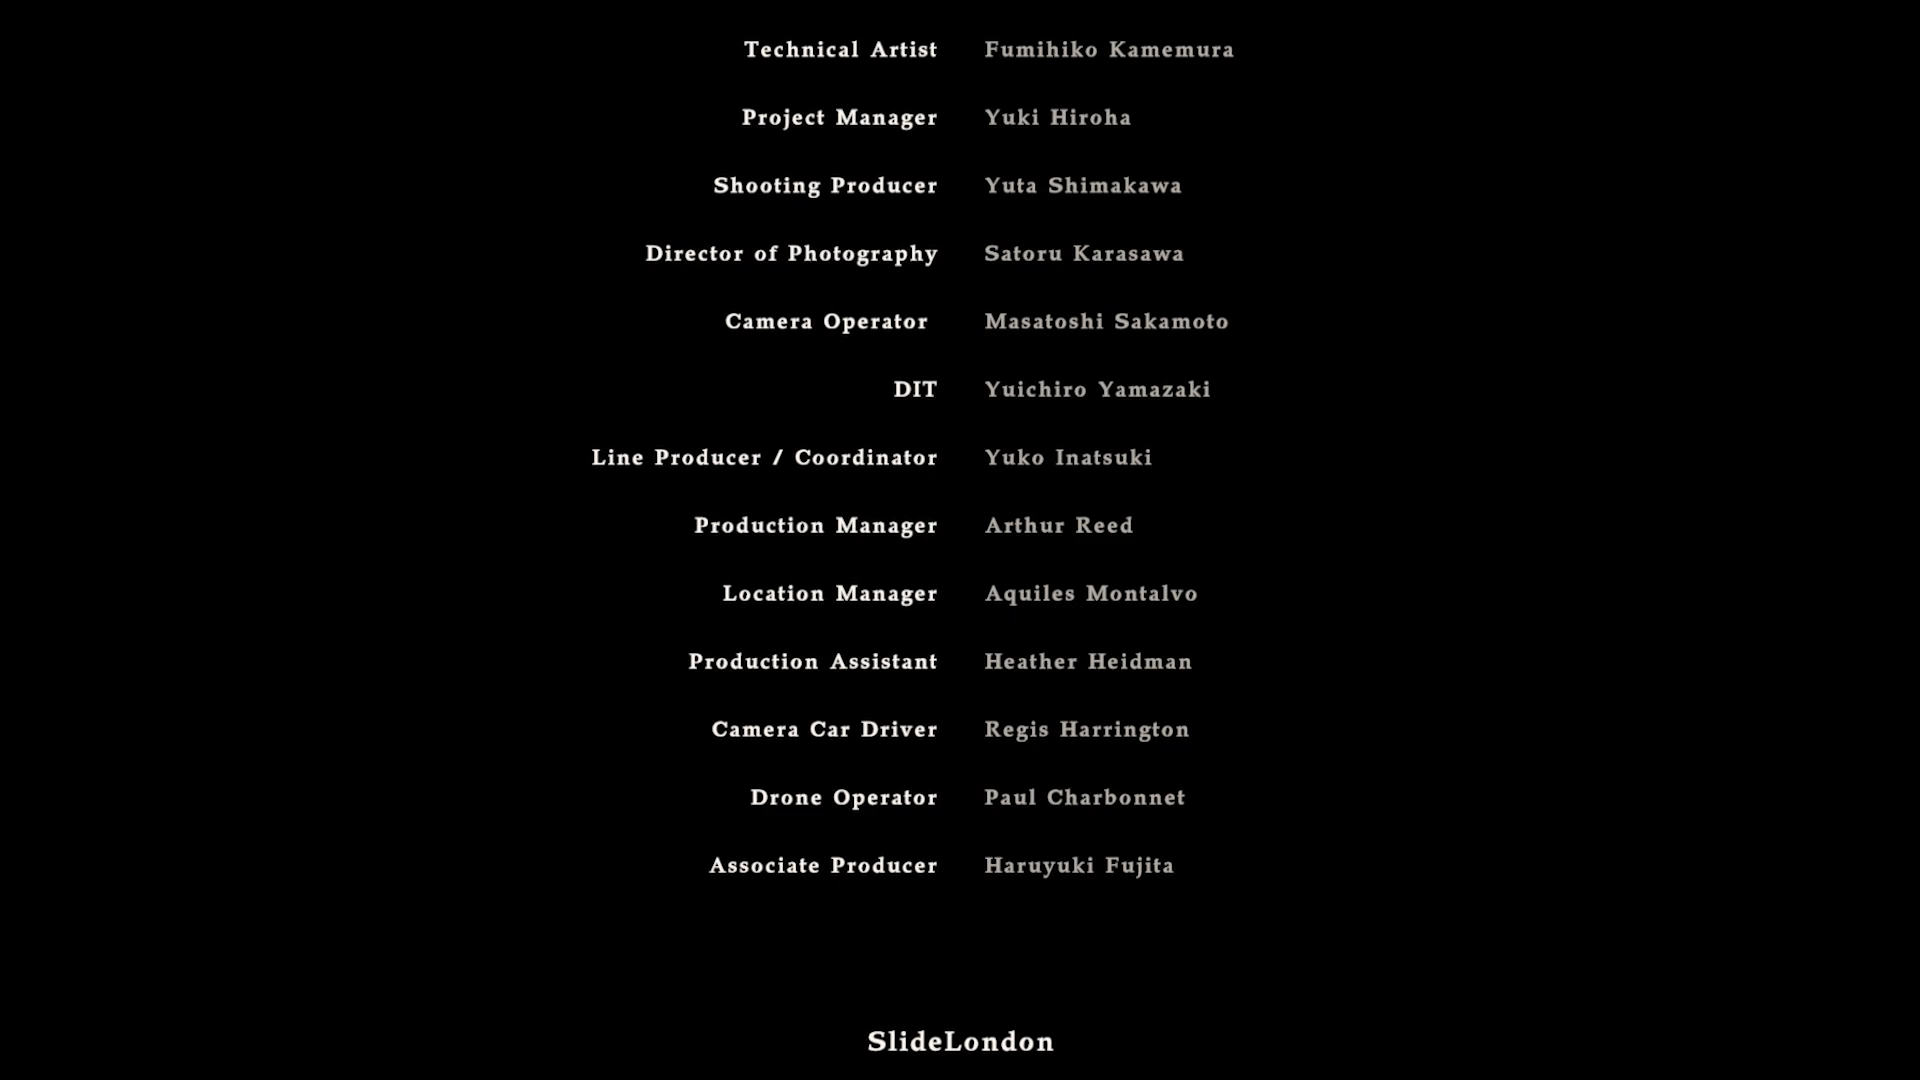 Technical Artist Fumihiko Kamemura
Project Manager Yuki Hiroha
Shooting Producer Yuta Shimakawa
Director of Photography Satoru Karasawa
Camera Operator Masatoshi Sakamoto
DIT Yuichiro Yamazaki
Line Producer / Coordinator Yuko Inatsuki
Production Manager Arthur Reed
Location Manager Aquiles Montalvo
Production Assistant Heather Heidman
Camera Car Driver Regis Harrington
Drone Operator Paul Charbonnet
Associate Producer Haruyuki Fujita
SlideLondon